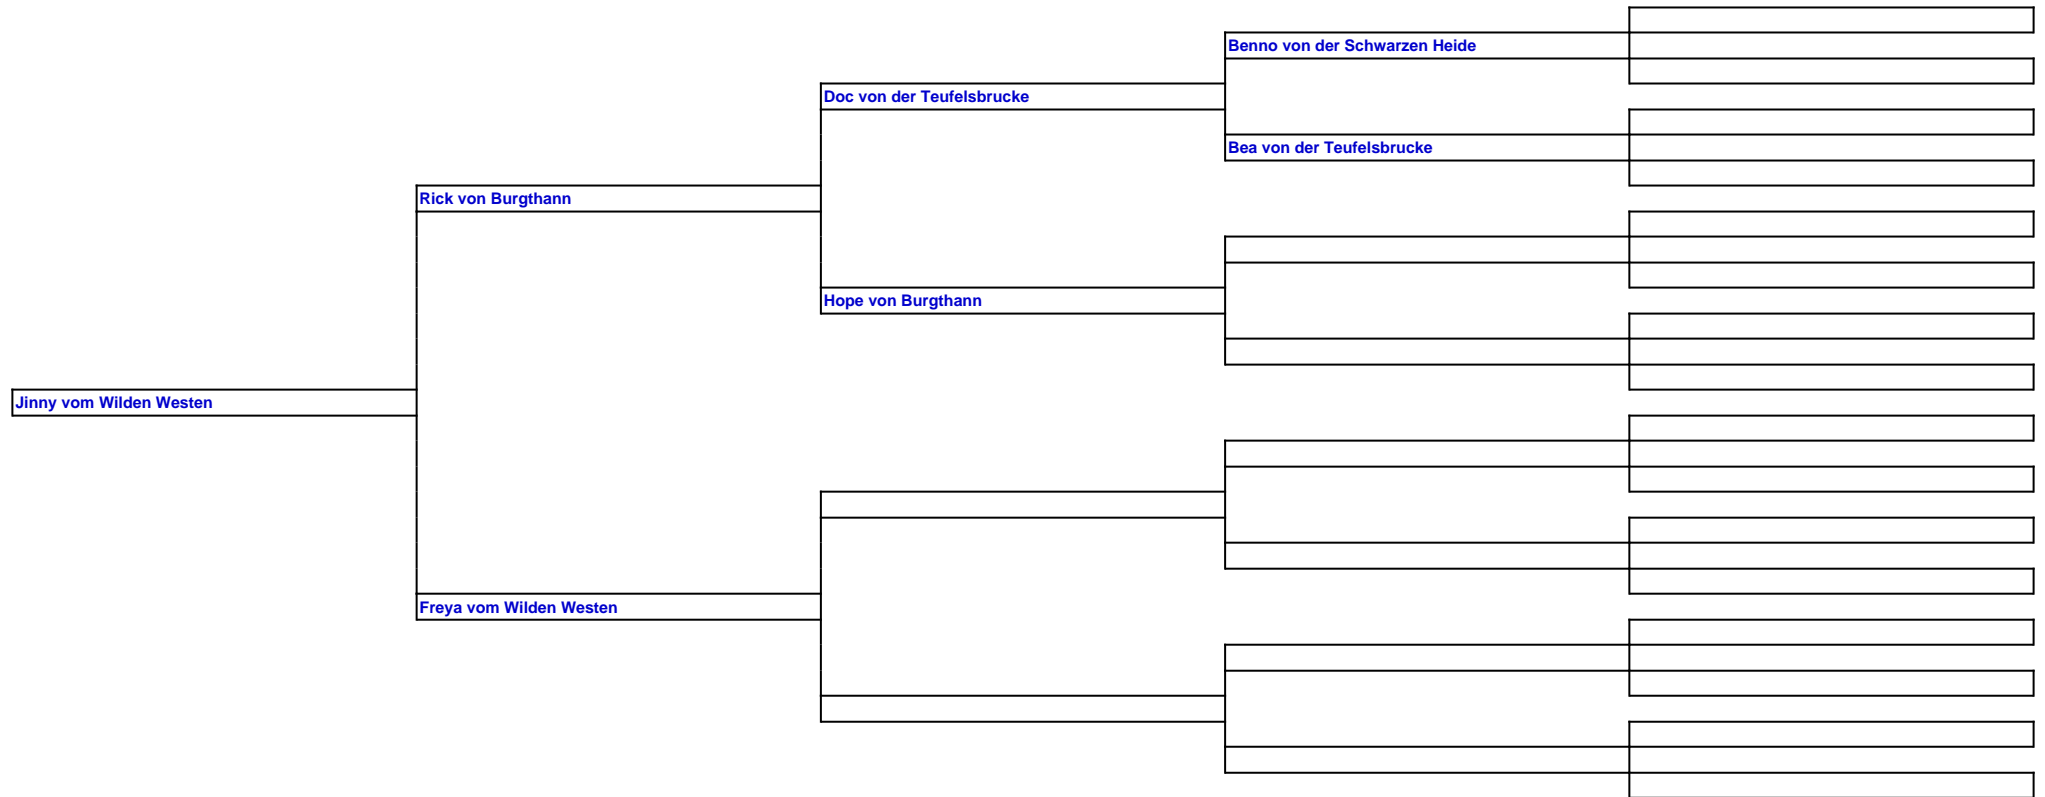 Benno von der Schwarzen Heide
Doc von der Teufelsbrucke
Bea von der Teufelsbrucke
Rick von Burgthann
Hope von Burgthann
Jinny vom Wilden Westen
Freya vom Wilden Westen